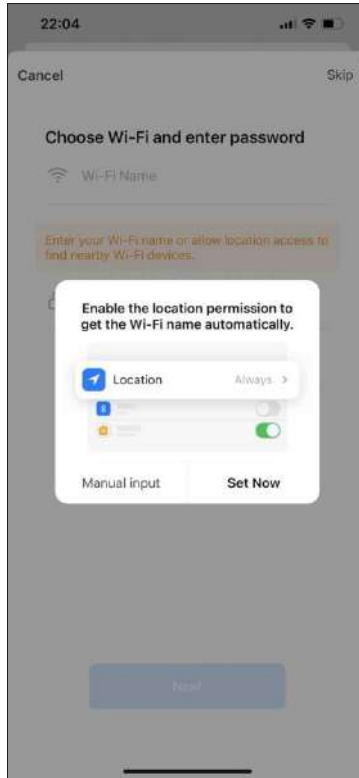 22:04
Cancel Skip
Choose Wi-Fi and enter password
Wi-Fi Name
Enter your Wi-Fi name or allow location access to
find nearby Wi-Fi devices.
Enable the location permission to
get the Wi-Fi name automatically.
Location Always
Manual input Set Now
Next